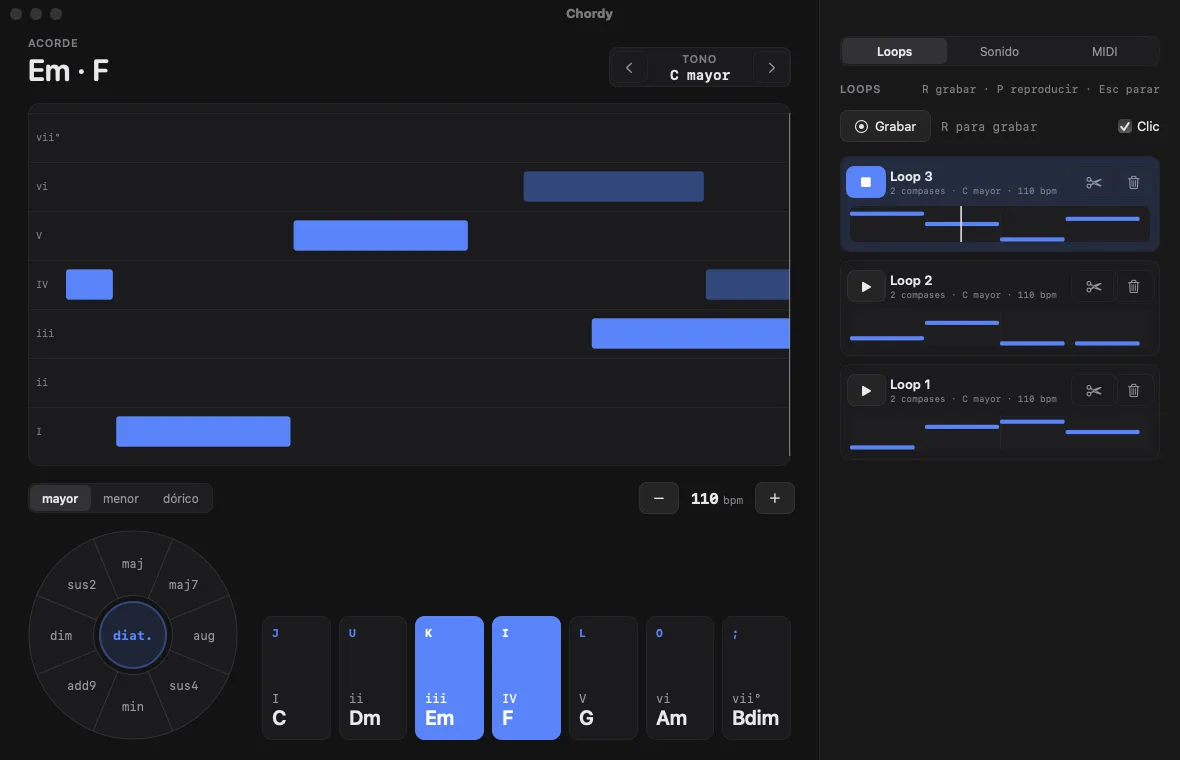 Chordy
ACORDE
Em · F
TONO
C mayor
vii°
vi
V
IV
iii
ii
I
mayor menor dórico
110 bpm
maj
sus2 maj7
dim diat. aug
add9 sus4
min
J U K I L O ;
I ii iii IV V vi vii°
C Dm Em F G Am Bdim
Loops Sonido MIDI
LOOPS R grabar · P reproducir · Esc parar
Grabar R para grabar Clic
Loop 3
2 compases · C mayor · 110 bpm
Loop 2
2 compases · C mayor · 110 bpm
Loop 1
2 compases · C mayor · 110 bpm